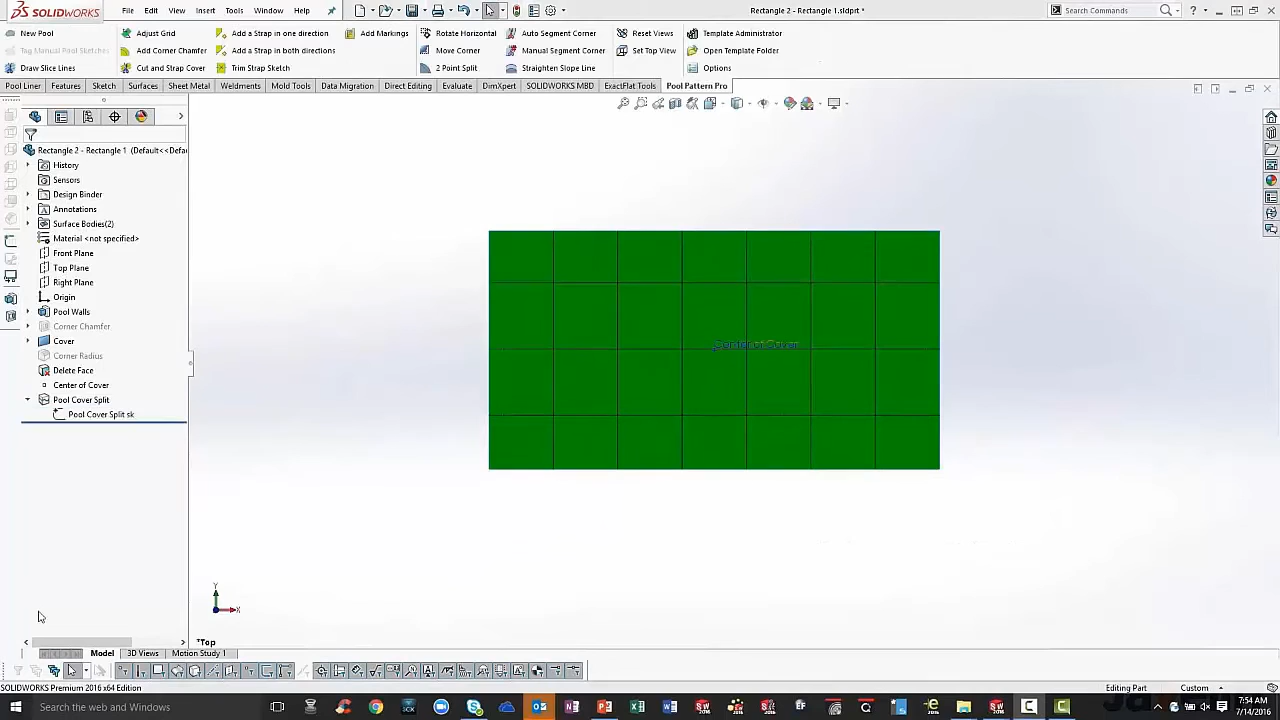 SOLIDWORKS
File Edit View Insert Tools Window Help
Rectangle 2 - Rectangle 1.sldprt *
Search Commands
New Pool
Tag Manual Pool Sketches
Draw Slice Lines
Adjust Grid
Add Corner Chamfer
Cut and Strap Cover
Add a Strap in one direction
Add a Strap in both directions
Trim Strap Sketch
Add Markings
Rotate Horizontal
Move Corner
2 Point Split
Auto Segment Corner
Manual Segment Corner
Straighten Slope Line
Reset Views
Set Top View
Template Administrator
Open Template Folder
Options
Pool Liner Features Sketch Surfaces Sheet Metal Weldments Mold Tools Data Migration Direct Editing Evaluate DimXpert SOLIDWORKS MBD ExactFlat Tools Pool Pattern Pro
Rectangle 2 - Rectangle 1 (Default<<Defau
History
Sensors
Design Binder
Annotations
Surface Bodies(2)
Material <not specified>
Front Plane
Top Plane
Right Plane
Origin
Pool Walls
Corner Chamfer
Cover
Corner Radius
Delete Face
Center of Cover
Pool Cover Split
Pool Cover Split sk
Center of Cover
Y
X
*Top
Model 3D Views Motion Study 1
SOLIDWORKS Premium 2016 x64 Edition
Editing Part
Custom
Search the web and Windows
7:54 AM
7/14/2016